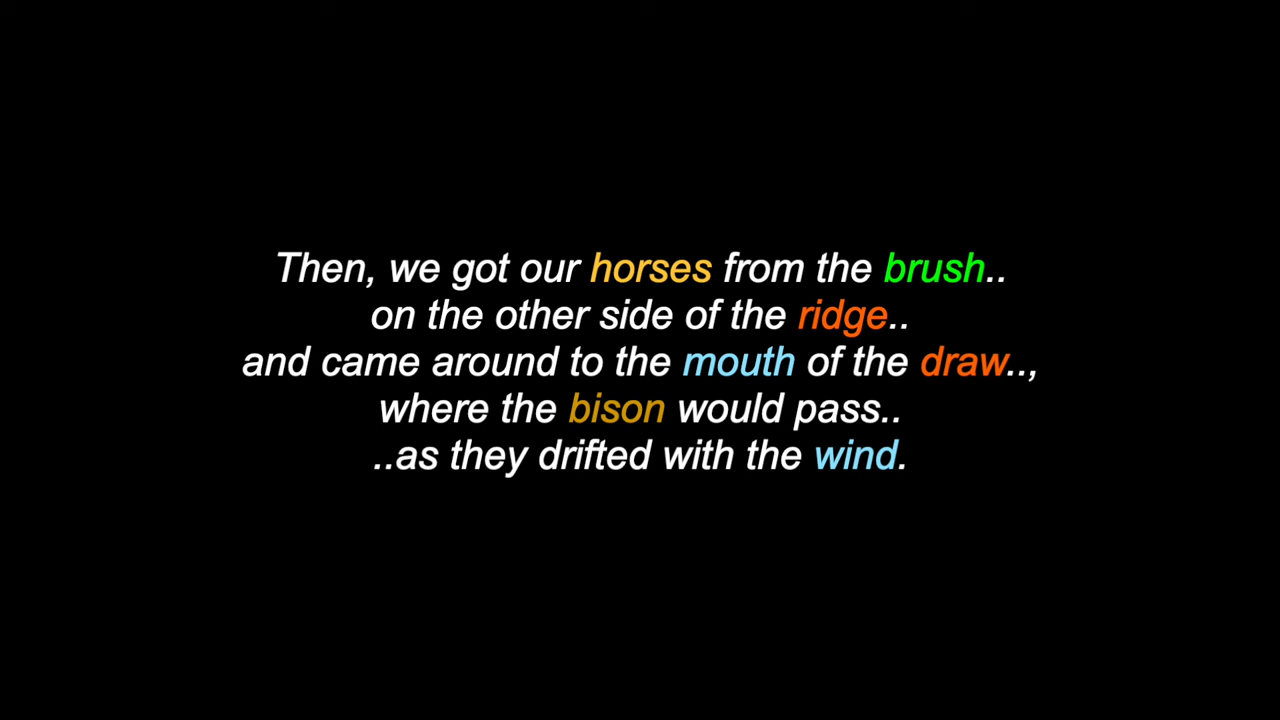 Then, we got our horses from the brush..
on the other side of the ridge..
and came around to the mouth of the draw..,
where the bison would pass..
..as they drifted with the wind.